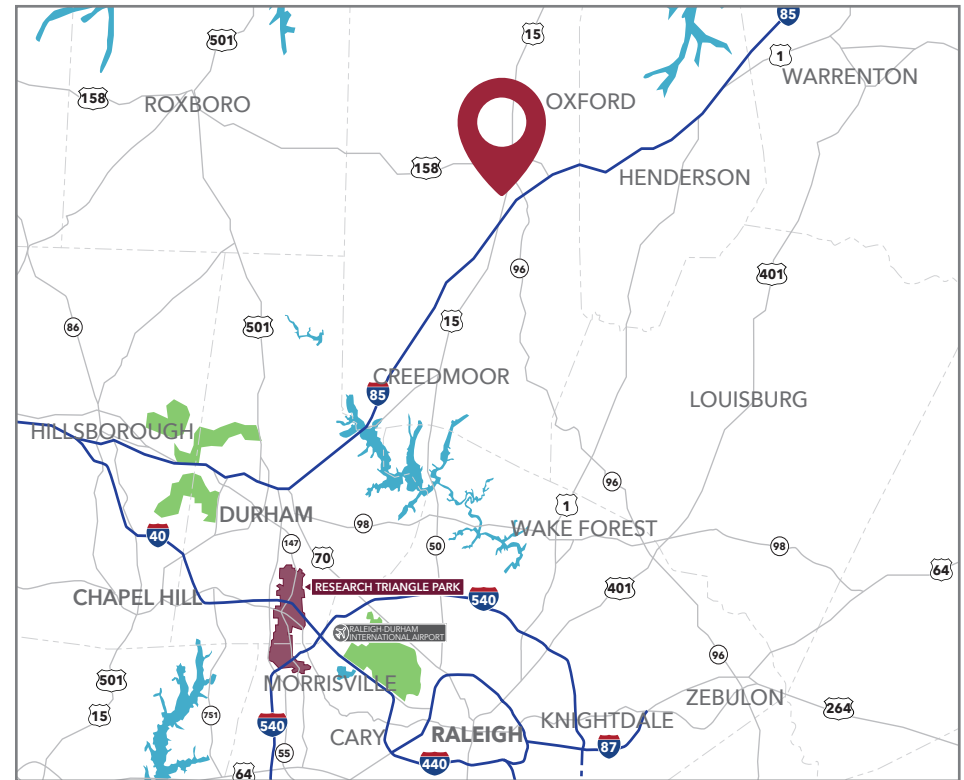 85
501
15
1
WARRENTON
158
ROXBORO
OXFORD
158
HENDERSON
96
401
86
501
15
CREEDMOOR
85
LOUISBURG
HILLSBOROUGH
96
1
DURHAM
98
WAKE FOREST
40
147
70
50
98
64
RESEARCH TRIANGLE PARK
401
CHAPEL HILL
540
RALEIGH-DURHAM
INTERNATIONAL AIRPORT
96
501
MORRISVILLE
ZEBULON
15
751
540
CARY
RALEIGH
KNIGHTDALE
264
55
87
64
440